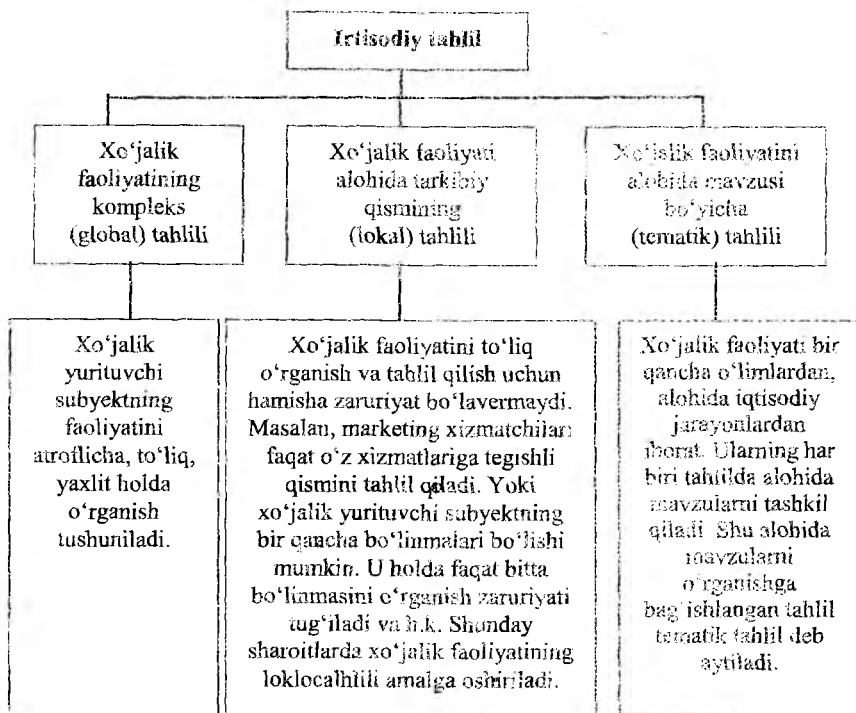 Irtisodiy tahlil
Xo‘jalik
faoliyatining
kompleks
(global) tahlili
Xo‘jalik faoliyati
alohida tarkibiy
qismining
(lokal) tahlili
Xo‘jalik faoliyatini
alohida mavzusi
bo‘yicha
(tematik) tahlili
Xo‘jalik
yurituvchi
subyektning
faoliyatini
atroflicha, to‘liq,
yaxlit holda
o‘rganish
tushuniladi.
Xo‘jalik faoliyatini to‘liq
o‘rganish va tahlil qilish uchun
hamisha zaruriyat bo‘lavermaydi.
Masalan, marketing xizmatchilari
faqat o‘z xizmatlariga tegishli
qismini tahlil qiladi. Yoki
xo‘jalik yurituvchi subyektning
bir qancha bo‘linmalari bo‘lishi
mumkin. U holda faqat bitta
bo‘linmasini o‘rganish zaruriyati
tug‘iladi va h.k. Shunday
sharoitlarda xo‘jalik faoliyatining
loklocalhlili amalga oshiriladi.
Xo‘jalik faoliyati bir
qancha o‘limlardan,
alohida iqtisodiy
jarayonlardan
iborat. Ularning har
biri tahlilda alohida
mavzularni tashkil
qiladi. Shu alohida
mavzularni
o‘rganishga
bag‘ishlangan tahlil
tematik tahlil deb
aytiladi.